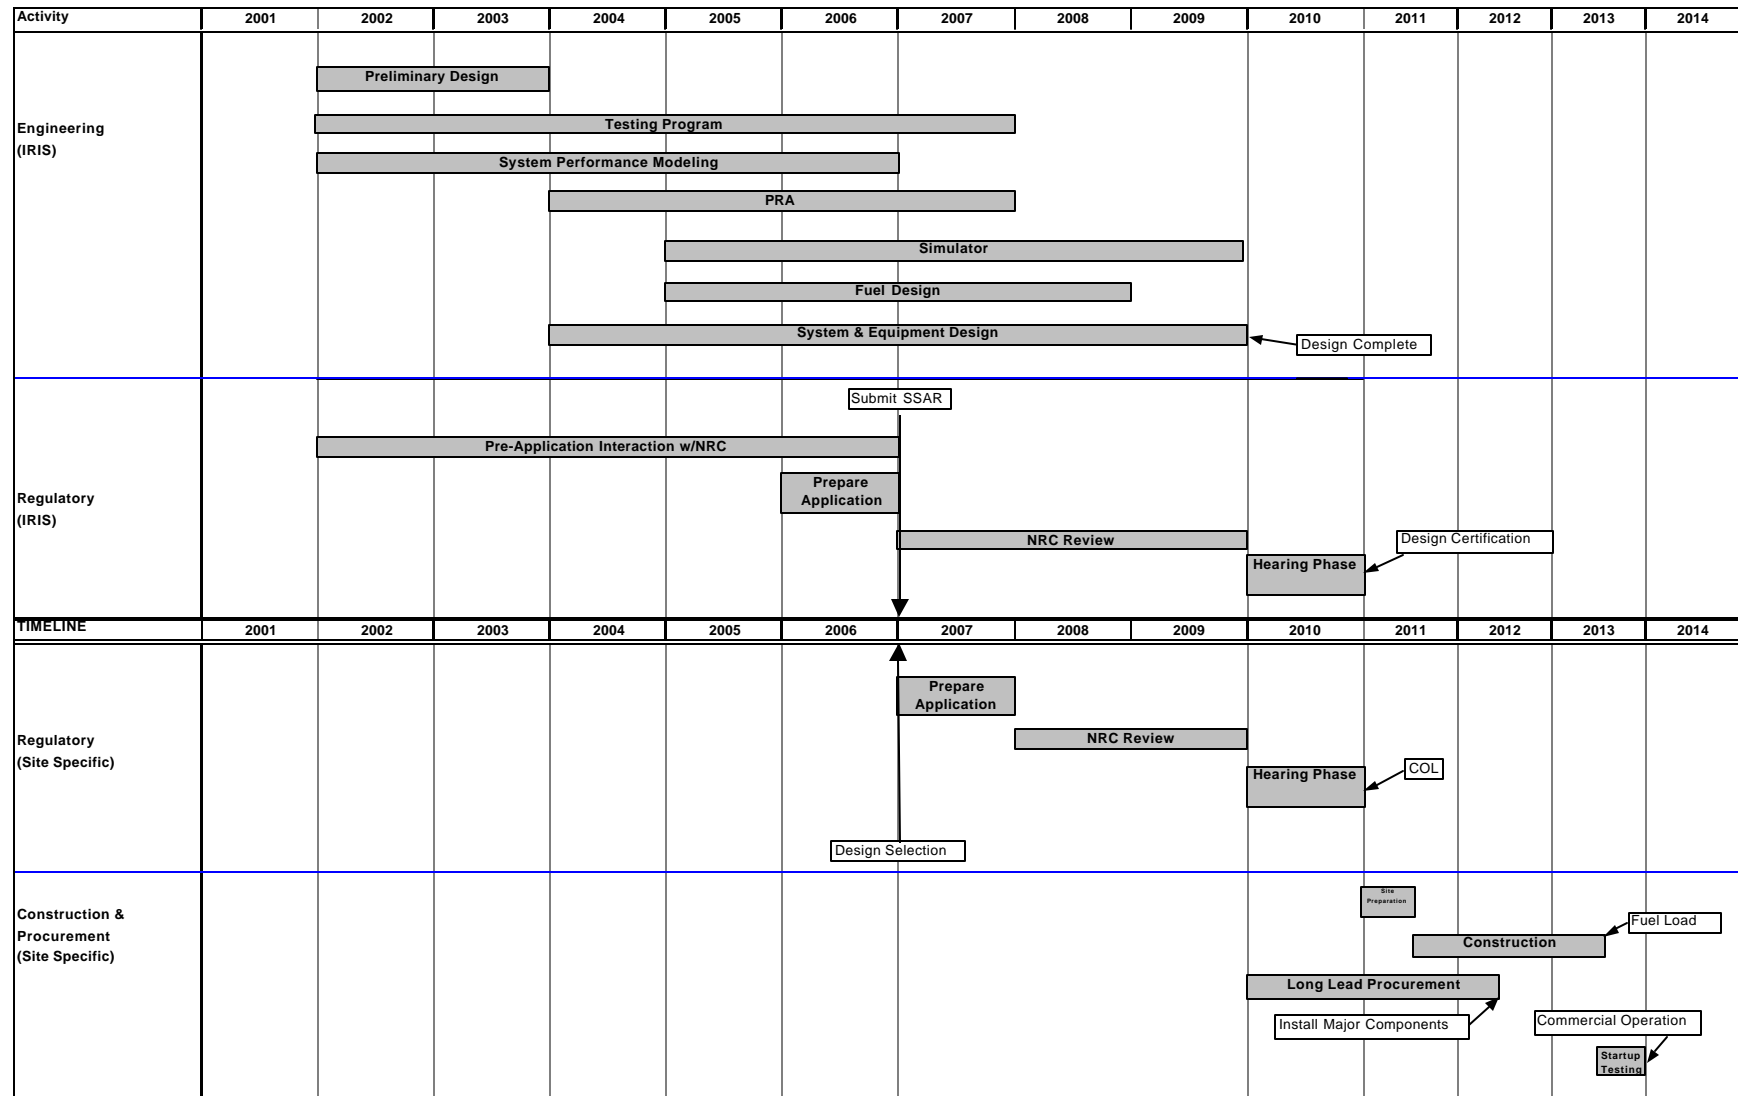 Activity 2001 2002 2003 2004 2005 2006 2007 2008 2009 2010 2011 2012 2013 2014
Preliminary Design
Engineering
(IRIS)
Testing Program
System Performance Modeling
PRA
Simulator
Fuel Design
System & Equipment Design
Design Complete
Submit SSAR
Pre-Application Interaction w/NRC
Prepare
Application
Regulatory
(IRIS)
NRC Review
Design Certification
Hearing Phase
TIMELINE 2001 2002 2003 2004 2005 2006 2007 2008 2009 2010 2011 2012 2013 2014
Prepare
Application
Regulatory
(Site Specific)
NRC Review
Hearing Phase
COL
Design Selection
Site
Preparation
Construction &
Procurement
(Site Specific)
Fuel Load
Construction
Long Lead Procurement
Install Major Components
Commercial Operation
Startup
Testing